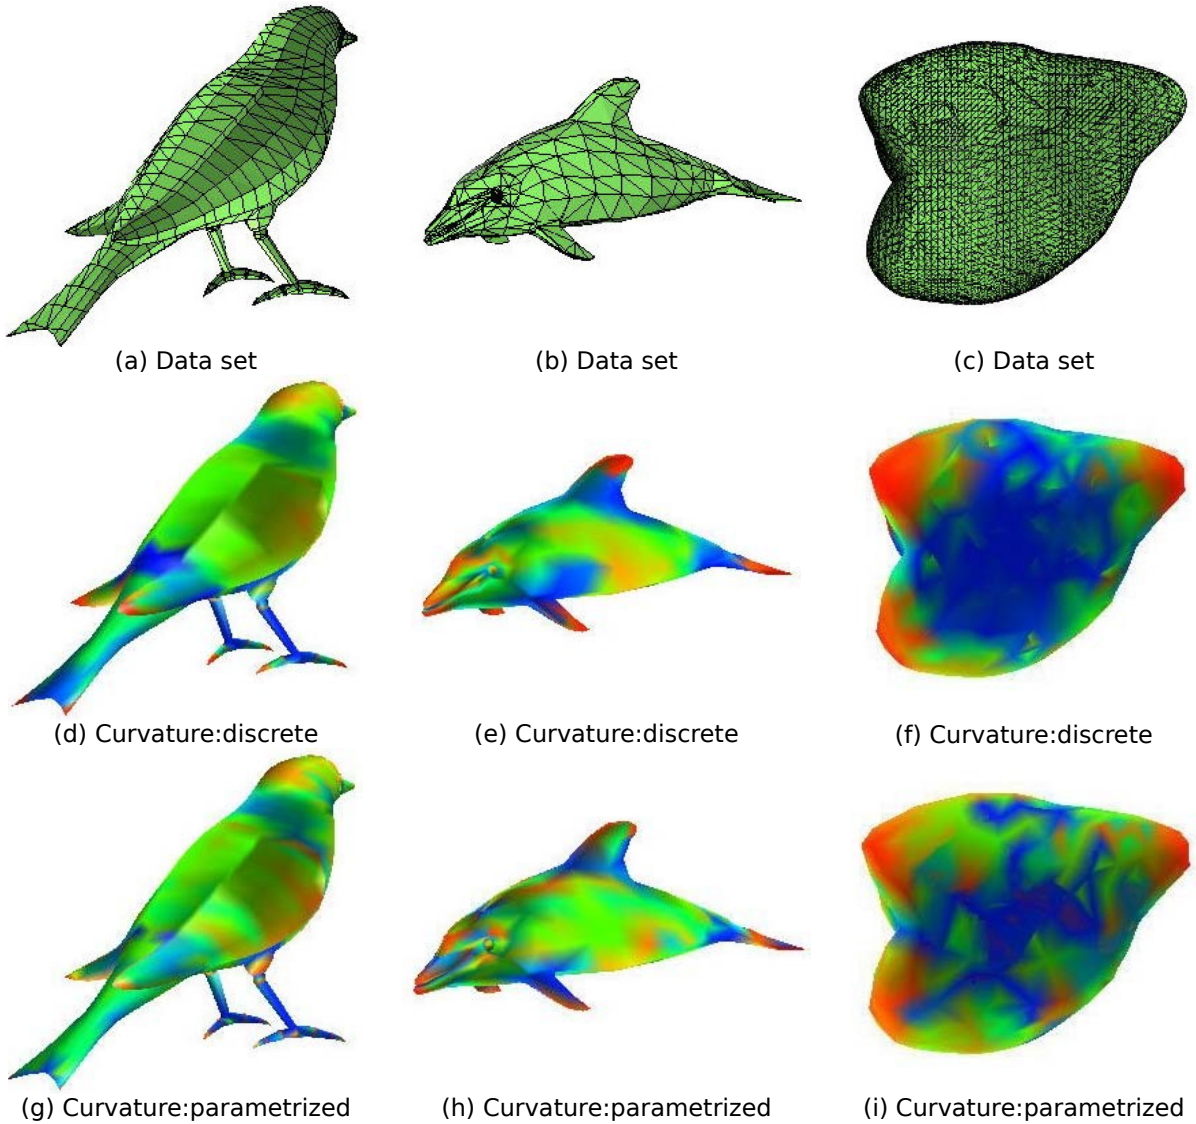 (a) Data set
(b) Data set
(c) Data set
(d) Curvature:discrete
(e) Curvature:discrete
(f) Curvature:discrete
(g) Curvature:parametrized
(h) Curvature:parametrized
(i) Curvature:parametrized